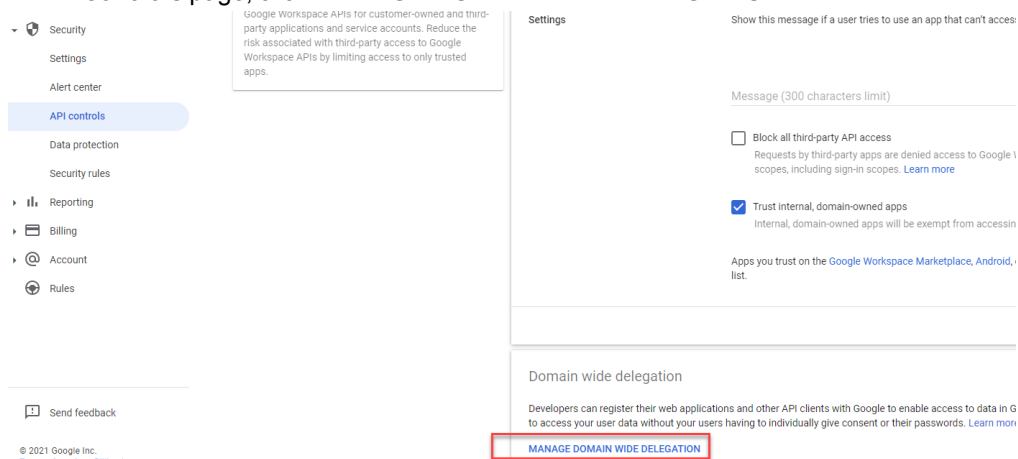 Security
Settings
Alert center
API controls
Data protection
Security rules
Reporting
Billing
Account
Rules
Send feedback
© 2021 Google Inc.
Google Workspace APIs for customer-owned and third-
party applications and service accounts. Reduce the
risk associated with third-party access to Google
Workspace APIs by limiting access to only trusted
apps.
Settings
Show this message if a user tries to use an app that can't access
Message (300 characters limit)
Block all third-party API access
Requests by third-party apps are denied access to Google
scopes, including sign-in scopes. Learn more
Trust internal, domain-owned apps
Internal, domain-owned apps will be exempt from accessin
Apps you trust on the Google Workspace Marketplace, Android,
list.
Domain wide delegation
Developers can register their web applications and other API clients with Google to enable access to data in G
to access your user data without your users having to individually give consent or their passwords. Learn more
MANAGE DOMAIN WIDE DELEGATION